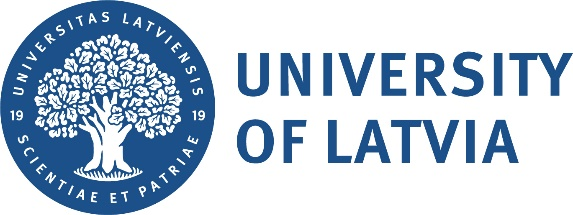 UNIVERSITAS LATVIENSIS
19 19
SCIENTIAE ET PATRIAE
UNIVERSITY
OF LATVIA